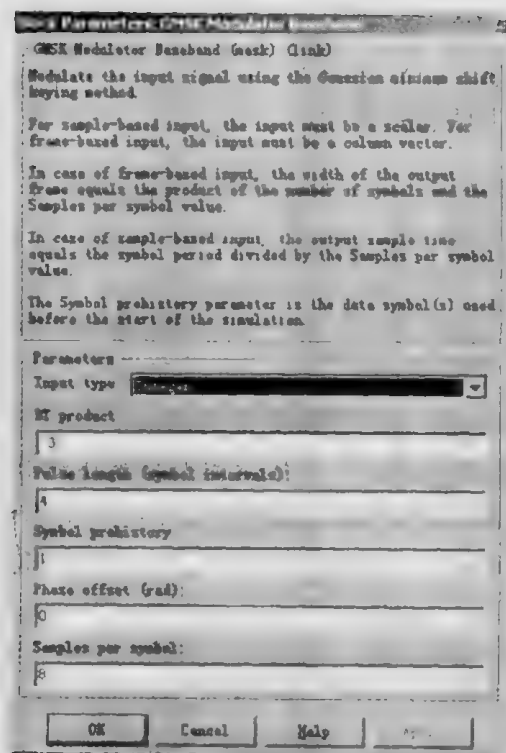 Block Parameters: GMSK Modulator Baseband
GMSK Modulator Baseband (mask) (link)
Modulate the input signal using the Gaussian minimum shift
keying method.
For sample-based input, the input must be a scalar. For
frame-based input, the input must be a column vector.
In case of frame-based input, the width of the output
frame equals the product of the number of symbols and the
Samples per symbol value.
In case of sample-based input, the output sample time
equals the symbol period divided by the Samples per symbol
value.
The Symbol prehistory parameter is the data symbol(s) used
before the start of the simulation.
Parameters
Input type Integer
BT product
3
Pulse length (symbol intervals):
4
Symbol prehistory
1
Phase offset (rad):
0
Samples per symbol:
8
OK Cancel Help